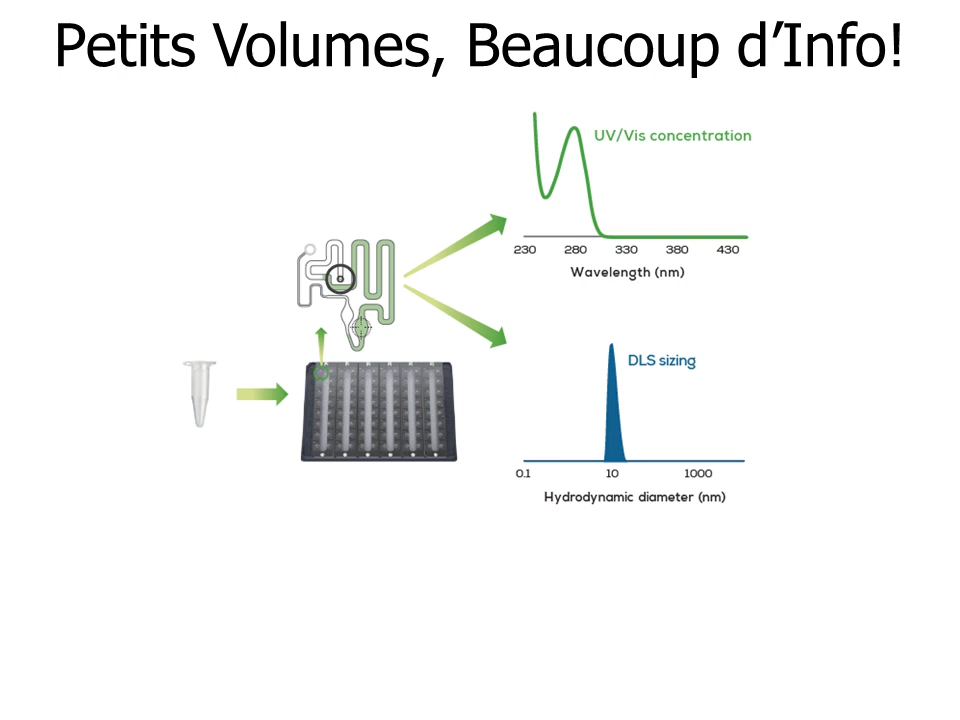 Petits Volumes, Beaucoup d’Info!
UV/Vis concentration
230 280 330 380 430
Wavelength (nm)
DLS sizing
0.1 10 1000
Hydrodynamic diameter (nm)